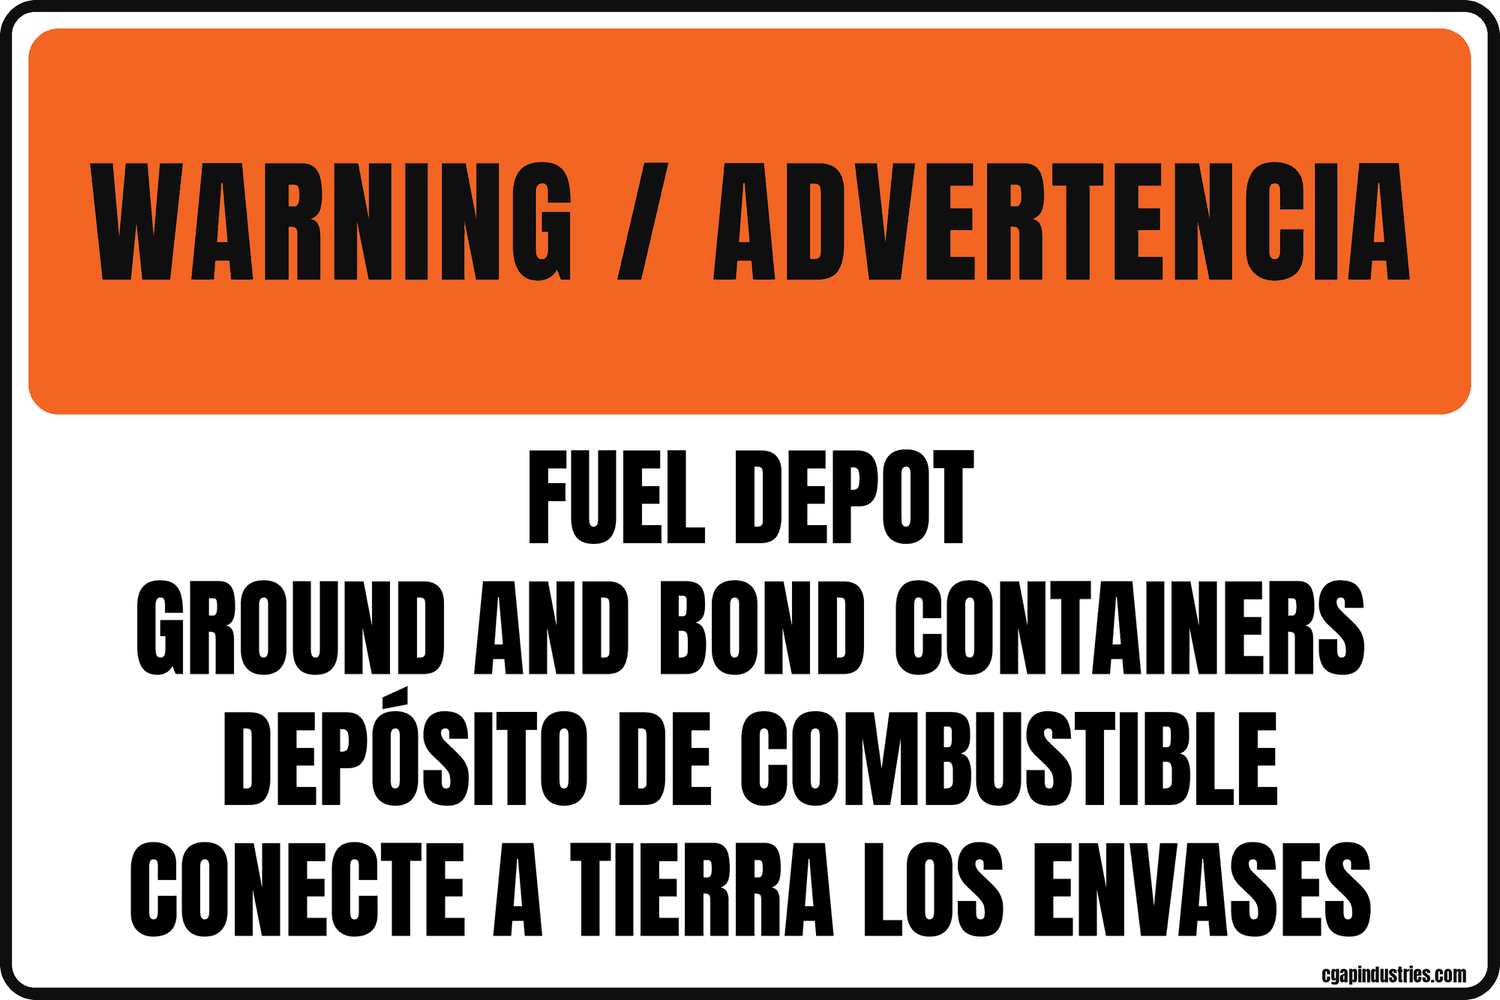 WARNING / ADVERTENCIA
FUEL DEPOT
GROUND AND BOND CONTAINERS
DEPÓSITO DE COMBUSTIBLE
CONECTE A TIERRA LOS ENVASES
cgapindustries.com